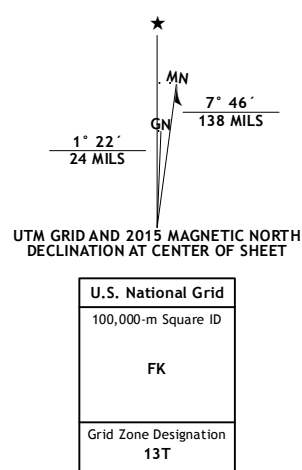 ★
MN
7° 46´
138 MILS
GN
1° 22´
24 MILS
UTM GRID AND 2015 MAGNETIC NORTH
DECLINATION AT CENTER OF SHEET
U.S. National Grid
100,000-m Square ID
FK
Grid Zone Designation
13T